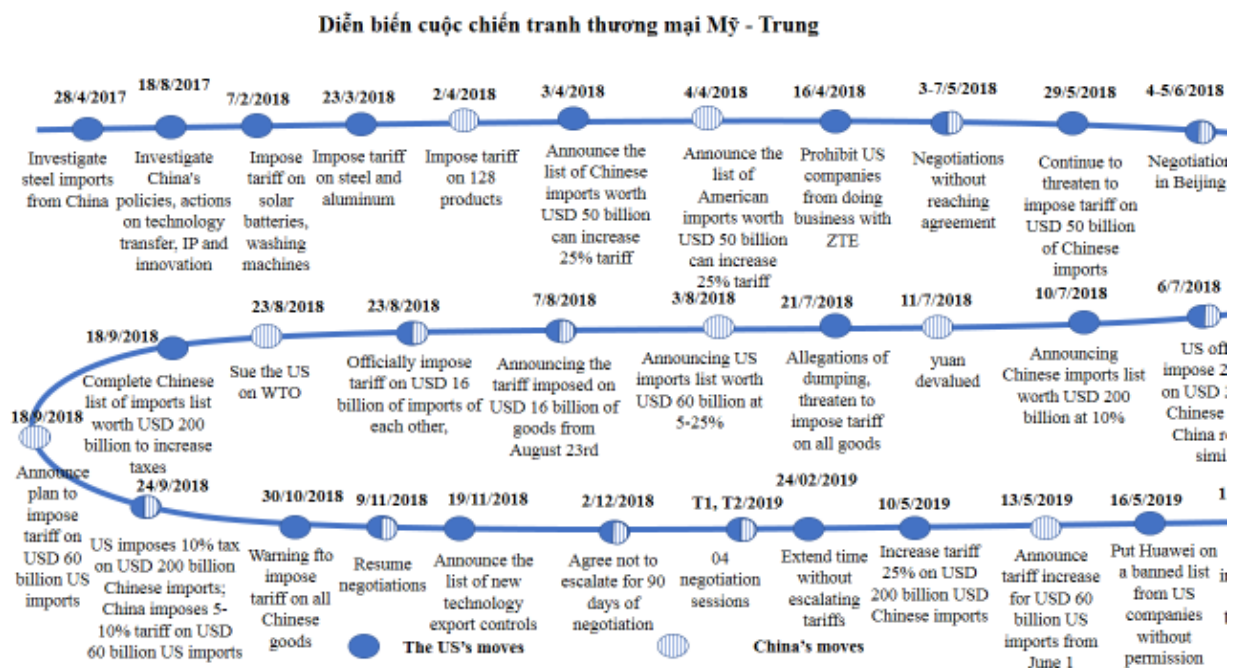 Diễn biến cuộc chiến tranh thương mại Mỹ - Trung
28/4/2017
Investigate
steel imports
from China
18/8/2017
Investigate
China's
policies, actions
on technology
transfer, IP and
innovation
7/2/2018
Impose
tariff on
solar
batteries,
washing
machines
23/3/2018
Impose tariff
on steel and
aluminum
2/4/2018
Impose tariff
on 128
products
3/4/2018
Announce the
list of Chinese
imports worth
USD 50 billion
can increase
25% tariff
4/4/2018
Announce the
list of
American
imports worth
USD 50 billion
can increase
25% tariff
16/4/2018
Prohibit US
companies
from doing
business with
ZTE
3-7/5/2018
Negotiations
without
reaching
agreement
29/5/2018
Continue to
threaten to
impose tariff on
USD 50 billion
of Chinese
imports
4-5/6/2018
Negotiation
in Beijing
6/7/2018
US off
impose 2
on USD
Chinese
China r
simi
10/7/2018
Announcing
Chinese imports list
worth USD 200
billion at 10%
11/7/2018
yuan
devalued
21/7/2018
Allegations of
dumping,
threaten to
impose tariff
on all goods
3/8/2018
Announcing US
imports list worth
USD 60 billion at
5-25%
7/8/2018
Announcing the
tariff imposed on
USD 16 billion of
goods from
August 23rd
23/8/2018
Officially impose
tariff on USD 16
billion of imports of
each other,
23/8/2018
Sue the US
on WTO
18/9/2018
Complete Chinese
list of imports list
worth USD 200
billion to increase
taxes
18/9/2018
Announce
plan to
impose
tariff on
USD 60
billion US
imports
24/9/2018
US imposes 10% tax
on USD 200 billion
Chinese imports;
China imposes 5-
10% tariff on USD
60 billion US imports
30/10/2018
Warning fto
impose
tariff on all
Chinese
goods
9/11/2018
Resume
negotiations
19/11/2018
Announce the
list of new
technology
export controls
2/12/2018
Agree not to
escalate for 90
days of
negotiation
T1, T2/2019
04
negotiation
sessions
24/02/2019
Extend time
without
escalating
tariffs
10/5/2019
Increase tariff
25% on USD
200 billion USD
Chinese imports
13/5/2019
Announce
tariff increase
for USD 60
billion US
imports from
June 1
16/5/2019
Put Huawei on
a banned list
from US
companies
without
permission
The US's moves
China's moves